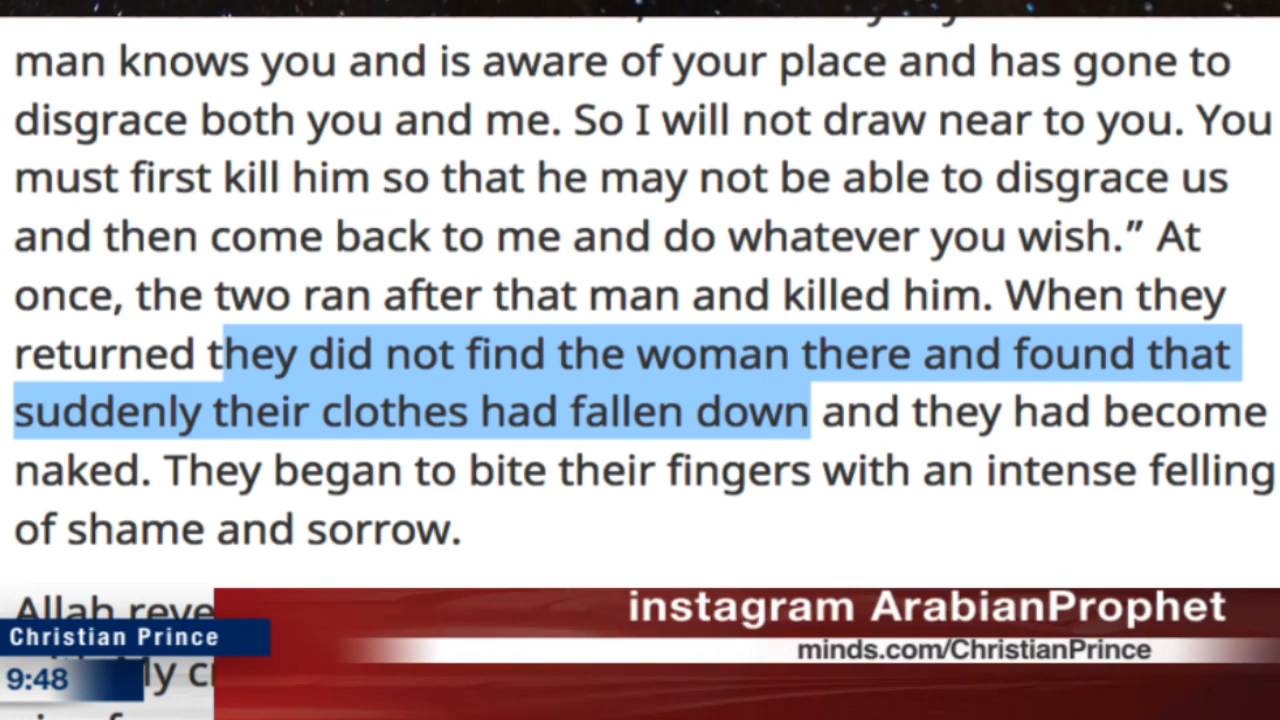 man knows you and is aware of your place and has gone to
disgrace both you and me. So I will not draw near to you. You
must first kill him so that he may not be able to disgrace us
and then come back to me and do whatever you wish.” At
once, the two ran after that man and killed him. When they
returned they did not find the woman there and found that
suddenly their clothes had fallen down and they had become
naked. They began to bite their fingers with an intense felling
of shame and sorrow.
Allah reve
instagram ArabianProphet
Christian Prince
minds.com/ChristianPrince
My
9:48